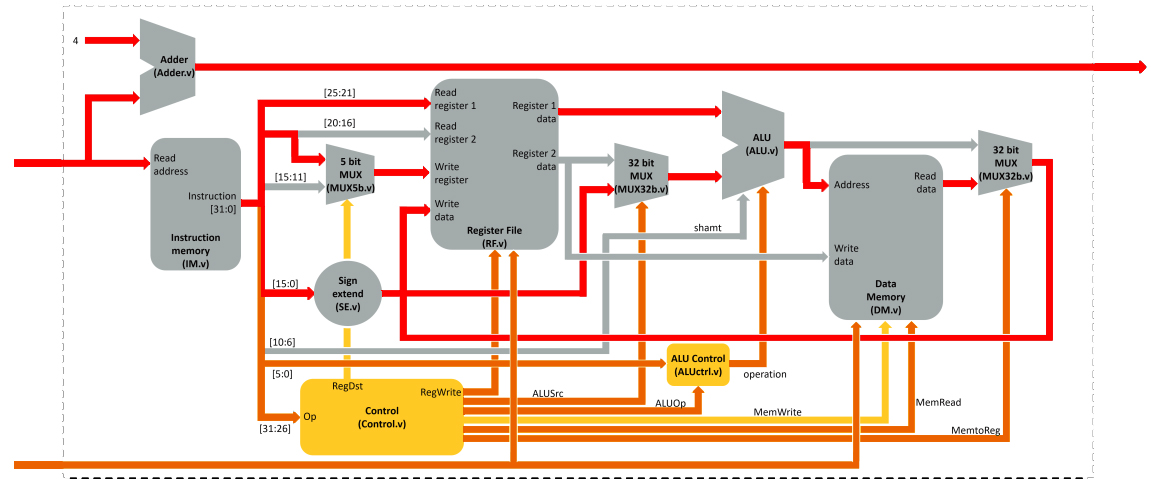 4
Adder
(Adder.v)
[25:21]
[20:16]
[15:11]
Read
address
Instruction
[31:0]
Instruction
memory
(IM.v)
5 bit
MUX
(MUX5b.v)
Read
register 1
Read
register 2
Write
register
Write
data
Register 1
data
Register 2
data
Register File
(RF.v)
32 bit
MUX
(MUX32b.v)
ALU
(ALU.v)
shamt
Address
Read
data
Write
data
Data
Memory
(DM.v)
32 bit
MUX
(MUX32b.v)
[15:0]
Sign
extend
(SE.v)
[10:6]
[5:0]
[31:26]
RegDst
RegWrite
Op
Control
(Control.v)
ALU Control
(ALUctrl.v)
operation
ALUSrc
ALUOp
MemWrite
MemRead
MemtoReg